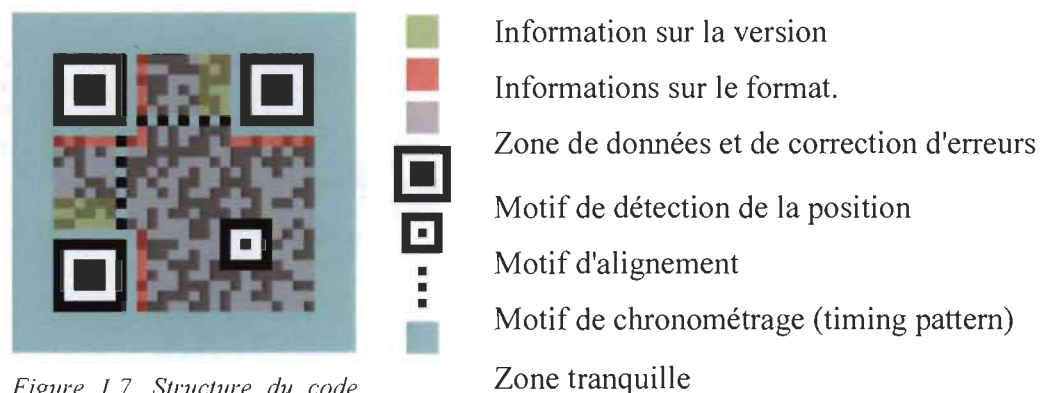 Information sur la version
Informations sur le format.
Zone de données et de correction d'erreurs
Motif de détection de la position
Motif d'alignement
Motif de chronométrage (timing pattern)
Zone tranquille
Figure I.7. Structure du code